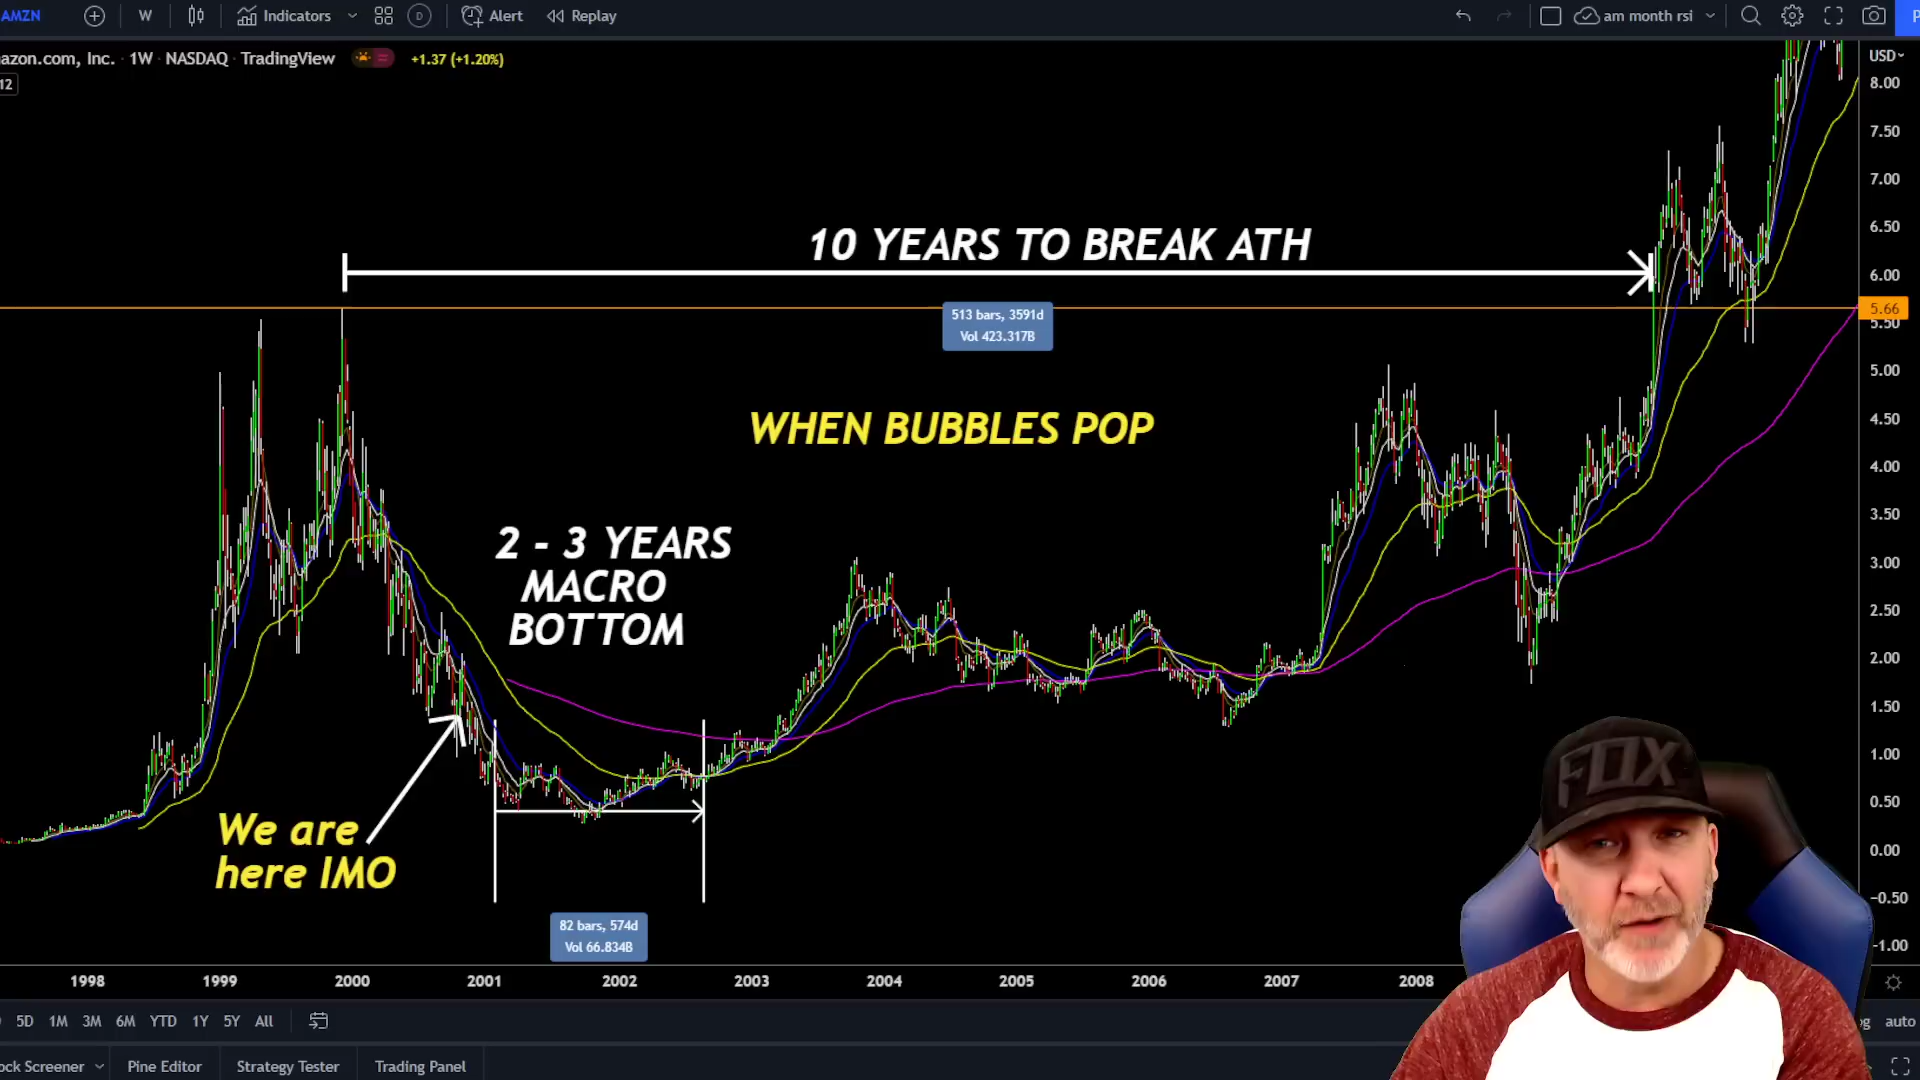 AMZN
W
Indicators
D
Alert
Replay
am month rsi
P
azon.com, Inc. · 1W · NASDAQ · TradingView
+1.37 (+1.20%)
USD
12
8.00
7.50
7.00
6.50
6.00
5.66
5.50
5.00
4.50
4.00
3.50
3.00
2.50
2.00
1.50
1.00
0.50
0.00
-0.50
-1.00
10 YEARS TO BREAK ATH
513 bars, 3591d
Vol 423.317B
WHEN BUBBLES POP
2 - 3 YEARS
MACRO
BOTTOM
We are
here IMO
82 bars, 574d
Vol 66.834B
FOX
1998
1999
2000
2001
2002
2003
2004
2005
2006
2007
2008
5D
1M
3M
6M
YTD
1Y
5Y
All
auto
ock Screener
Pine Editor
Strategy Tester
Trading Panel